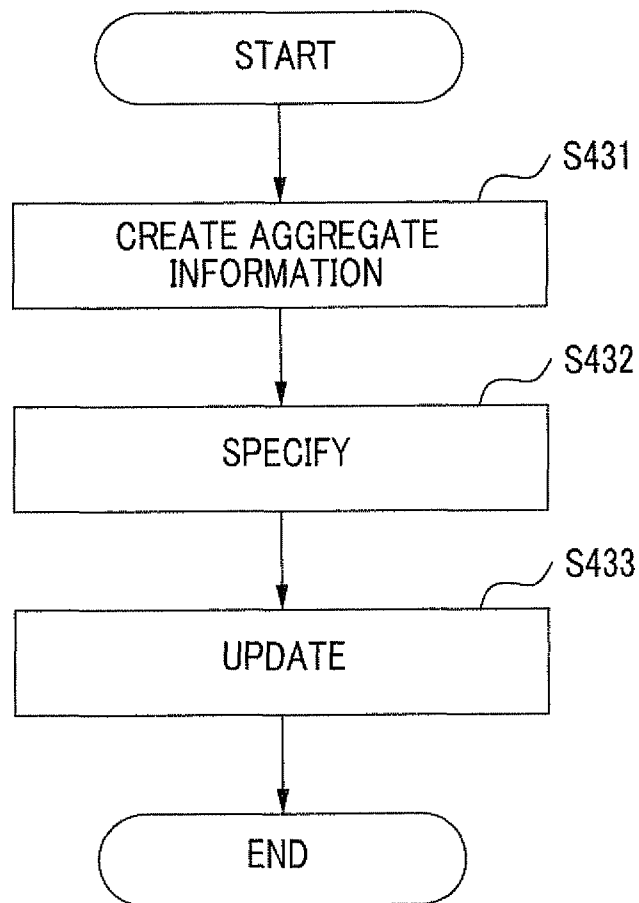 START
S431
CREATE AGGREGATE
INFORMATION
S432
SPECIFY
S433
UPDATE
END